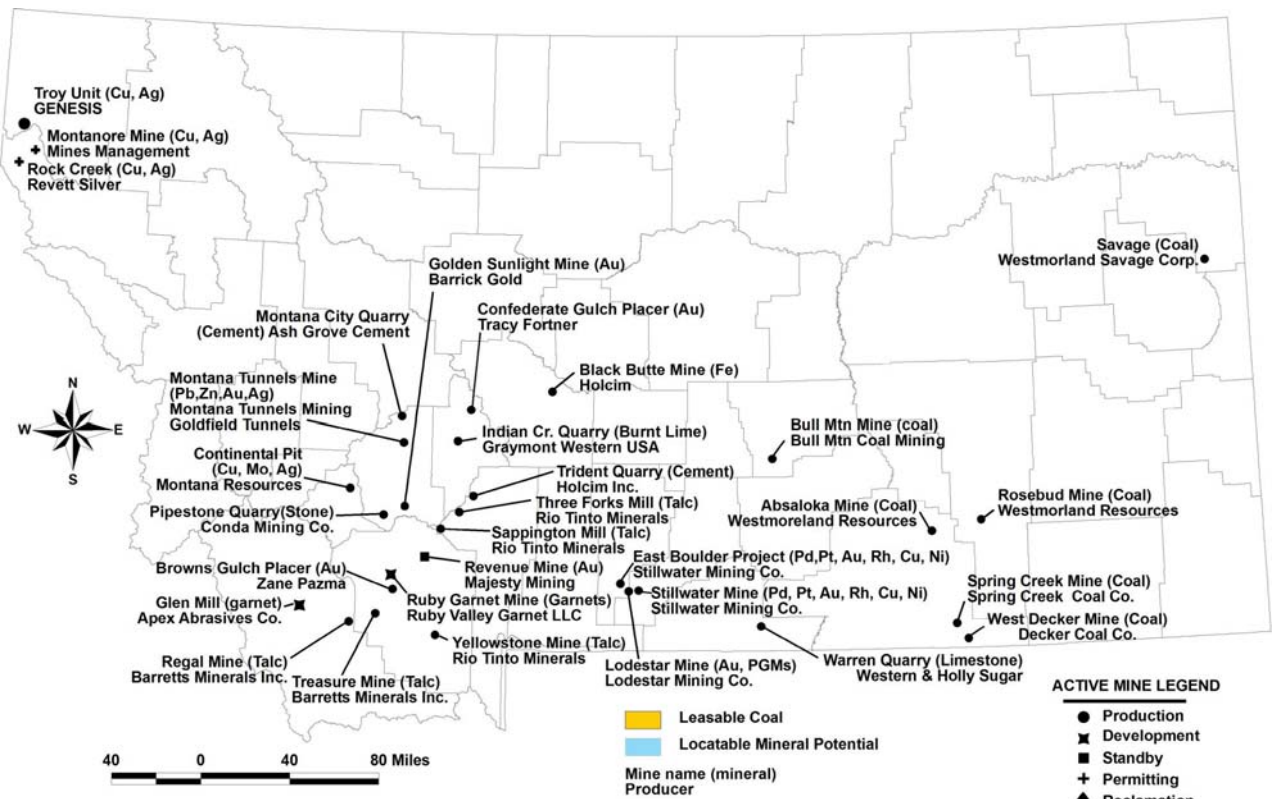 Troy Unit (Cu, Ag)
GENESIS
Montanore Mine (Cu, Ag)
Mines Management
Rock Creek (Cu, Ag)
Revett Silver
Savage (Coal)
Westmorland Savage Corp.
Golden Sunlight Mine (Au)
Barrick Gold
Montana City Quarry
(Cement) Ash Grove Cement
Confederate Gulch Placer (Au)
Tracy Fortner
Black Butte Mine (Fe)
Holcim
Montana Tunnels Mine
(Pb,Zn,Au,Ag)
Montana Tunnels Mining
Goldfield Tunnels
N
W
E
S
Indian Cr. Quarry (Burnt Lime)
Graymont Western USA
Bull Mtn Mine (coal)
Bull Mtn Coal Mining
Continental Pit
(Cu, Mo, Ag)
Montana Resources
Trident Quarry (Cement)
Holcim Inc.
Pipestone Quarry(Stone)
Conda Mining Co.
Three Forks Mill (Talc)
Rio Tinto Minerals
Sappington Mill (Talc)
Rio Tinto Minerals
Absaloka Mine (Coal)
Westmoreland Resources
Rosebud Mine (Coal)
Westmorland Resources
Browns Gulch Placer (Au)
Zane Pazma
Revenue Mine (Au)
Majesty Mining
East Boulder Project (Pd,Pt, Au, Rh, Cu, Ni)
Stillwater Mining Co.
Stillwater Mine (Pd, Pt, Au, Rh, Cu, Ni)
Stillwater Mining Co.
Glen Mill (garnet)
Apex Abrasives Co.
Ruby Garnet Mine (Garnets)
Ruby Valley Garnet LLC
Spring Creek Mine (Coal)
Spring Creek Coal Co.
West Decker Mine (Coal)
Decker Coal Co.
Yellowstone Mine (Talc)
Rio Tinto Minerals
Regal Mine (Talc)
Barretts Minerals Inc.
Treasure Mine (Talc)
Barretts Minerals Inc.
Lodestar Mine (Au, PGMs)
Lodestar Mining Co.
Warren Quarry (Limestone)
Western & Holly Sugar
ACTIVE MINE LEGEND
Production
Development
Standby
Permitting
Reclamation
Leasable Coal
Locatable Mineral Potential
Mine name (mineral)
Producer
40 0 40 80 Miles